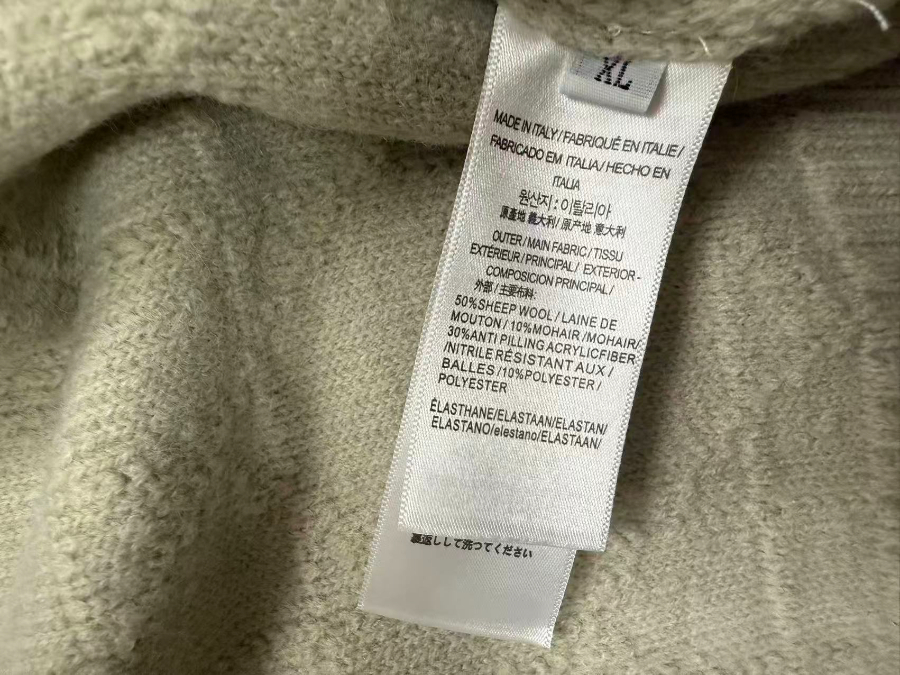 XL
MADE IN ITALY/FABRIQUÉ EN ITALIE/
FABRICADO EM ITALIA/HECHO EN
ITALIA
원산지:이탈리아
原產地 義大利/原产地 意大利
OUTER/MAIN FABRIC/TISSU
EXTÉRIEUR/PRINCIPAL/ EXTERIOR-
COMPOSICION PRINCIPAL/
外部/主要布料:
50%SHEEP WOOL/LAINE DE
MOUTON/10%MOHAIR/MOHAIR/
30%ANTI PILLING ACRYLICFIBER
/NITRILE RÉSISTANT AUX/
BALLES/10%POLYESTER/
POLYESTER
ÉLASTHANE/ELASTAAN/ELASTAN/
ELASTANO/elestano/ELASTAAN/
裏返しして洗つてください